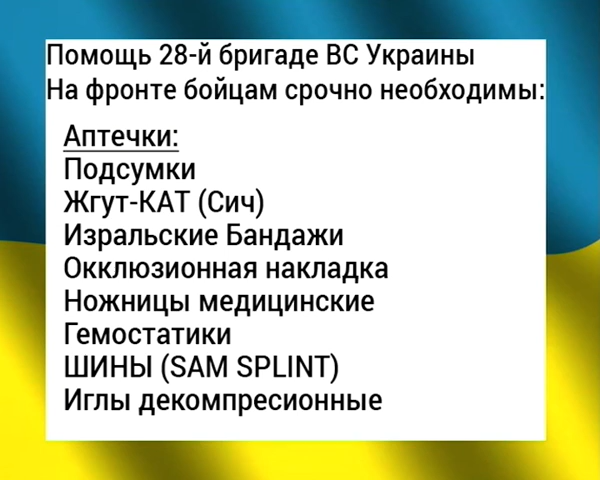 Помощь 28-й бригаде ВС Украины
На фронте бойцам срочно необходимы:
Аптечки:
Подсумки
Жгут-КАТ (Сич)
Изральские Бандажи
Окклюзионная накладка
Ножницы медицинские
Гемостатики
ШИНЫ (SAM SPLINT)
Иглы декомпресионные